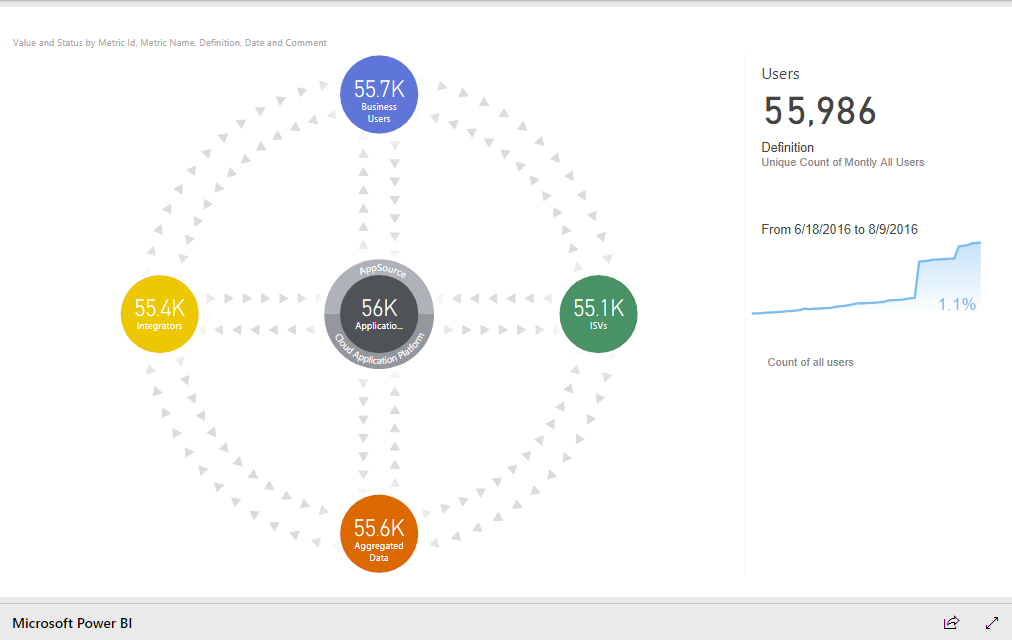 Value and Status by Metric Id, Metric Name, Definition, Date and Comment
55.7K
Business
Users
Users
55,986
Definition
Unique Count of Montly All Users
From 6/18/2016 to 8/9/2016
1.1%
Count of all users
55.4K
Integrators
AppSource
56K
Applicatio...
Cloud Application Platform
55.1K
ISVs
55.6K
Aggregated
Data
Microsoft Power BI